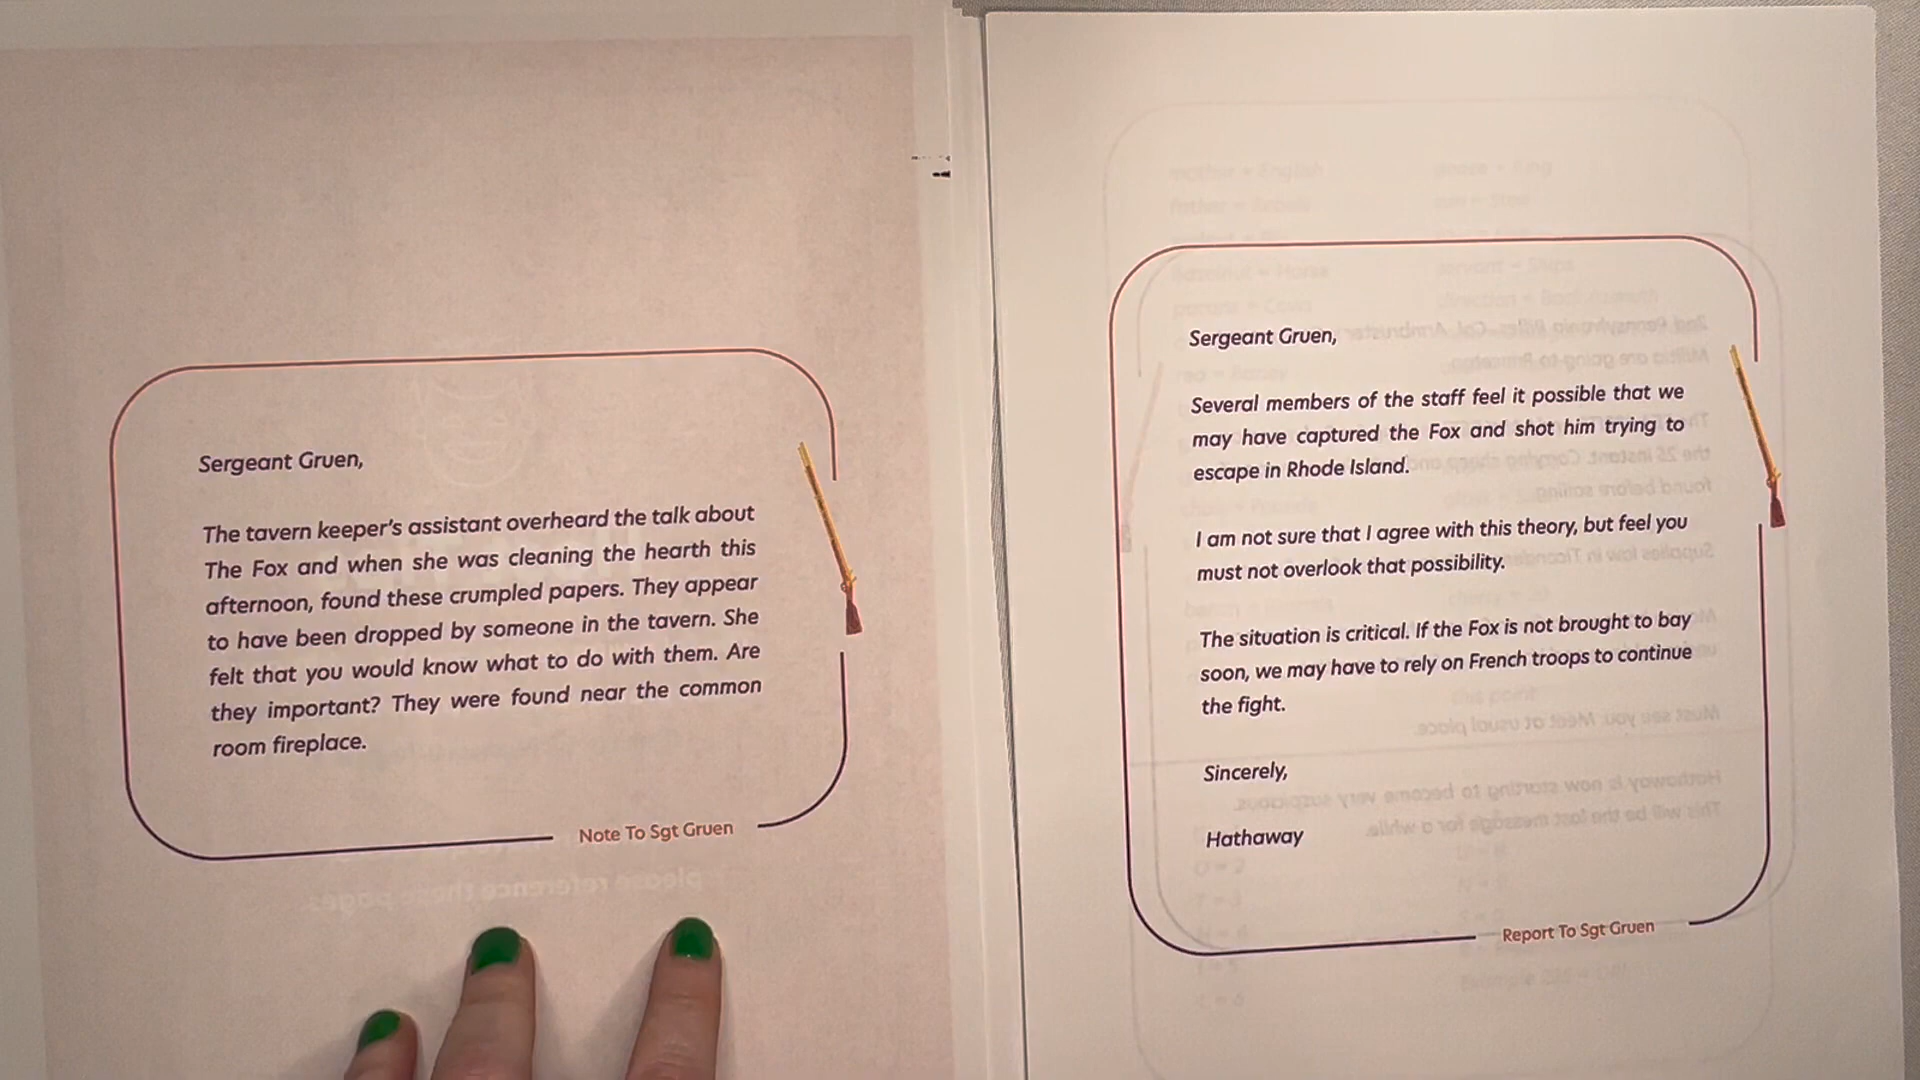 Sergeant Gruen,
The tavern keeper's assistant overheard the talk about
The Fox and when she was cleaning the hearth this
afternoon, found these crumpled papers. They appear
to have been dropped by someone in the tavern. She
felt that you would know what to do with them. Are
they important? They were found near the common
room fireplace.
Note To Sgt Gruen
please reference these pages
Sergeant Gruen,
Several members of the staff feel it possible that we
may have captured the Fox and shot him trying to
escape in Rhode Island.
I am not sure that I agree with this theory, but feel you
must not overlook that possibility.
The situation is critical. If the Fox is not brought to bay
soon, we may have to rely on French troops to continue
the fight.
Sincerely,
Hathaway
Report To Sgt Gruen